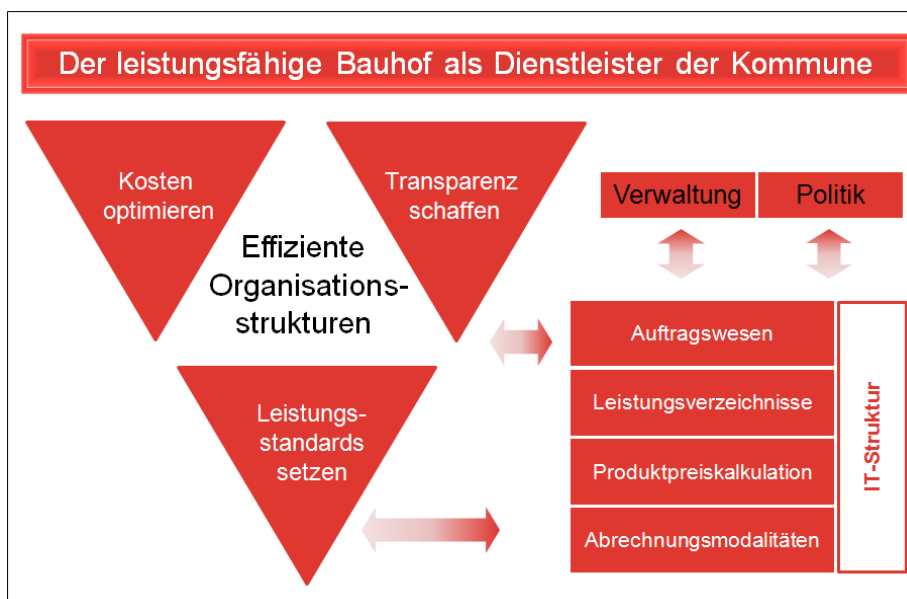 Der leistungsfähige Bauhof als Dienstleister der Kommune
Kosten
optimieren
Transparenz
schaffen
Effiziente
Organisations-
strukturen
Leistungs-
standards
setzen
Verwaltung
Politik
Auftragswesen
Leistungsverzeichnisse
Produktpreiskalkulation
Abrechnungsmodalitäten
IT-Struktur